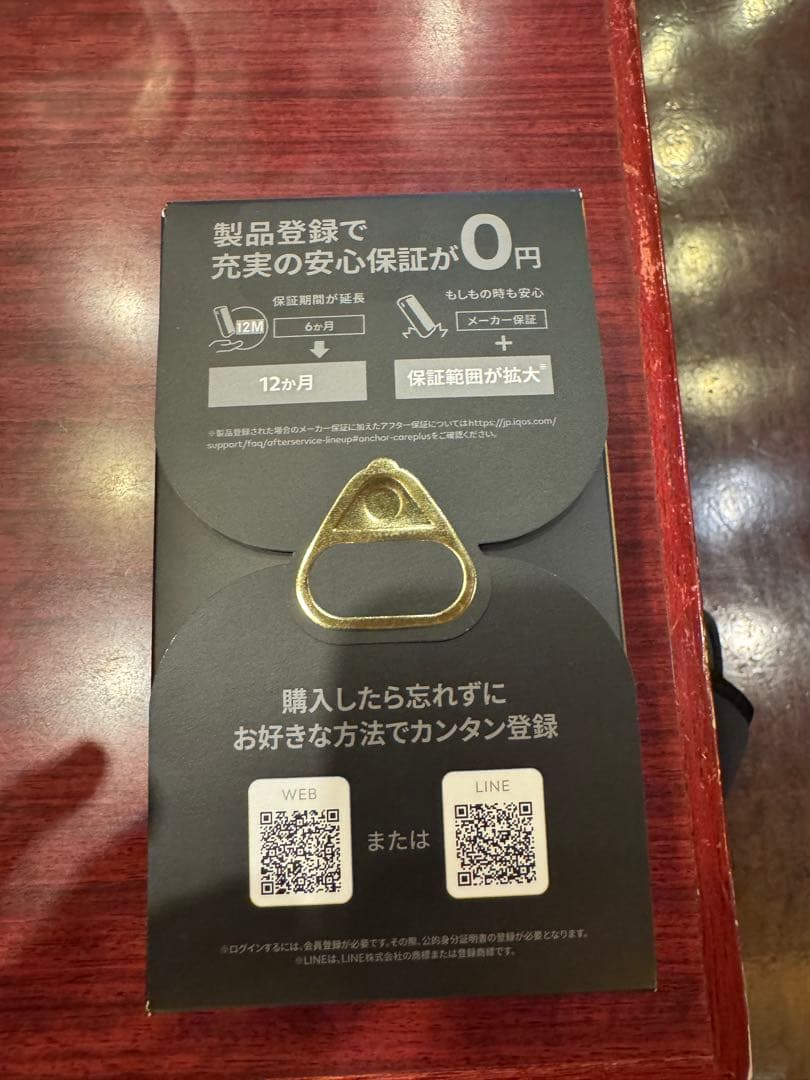 製品登録で
充実の安心保証が0円
保証期間が延長
12M
6か月
12か月
もしもの時も安心
メーカー保証
+
保証範囲が拡大※
※製品登録された場合のメーカー保証に加えたアフター保証についてはhttps://jp.iqos.com/
support/faq/afterservice-lineup#anchor-careplusをご確認ください。
購入したら忘れずに
お好きな方法でカンタン登録
WEB
または
LINE
※ログインするには、会員登録が必要です。その際、公的身分証明書の登録が必要となります。
※LINEは、LINE株式会社の商標または登録商標です。